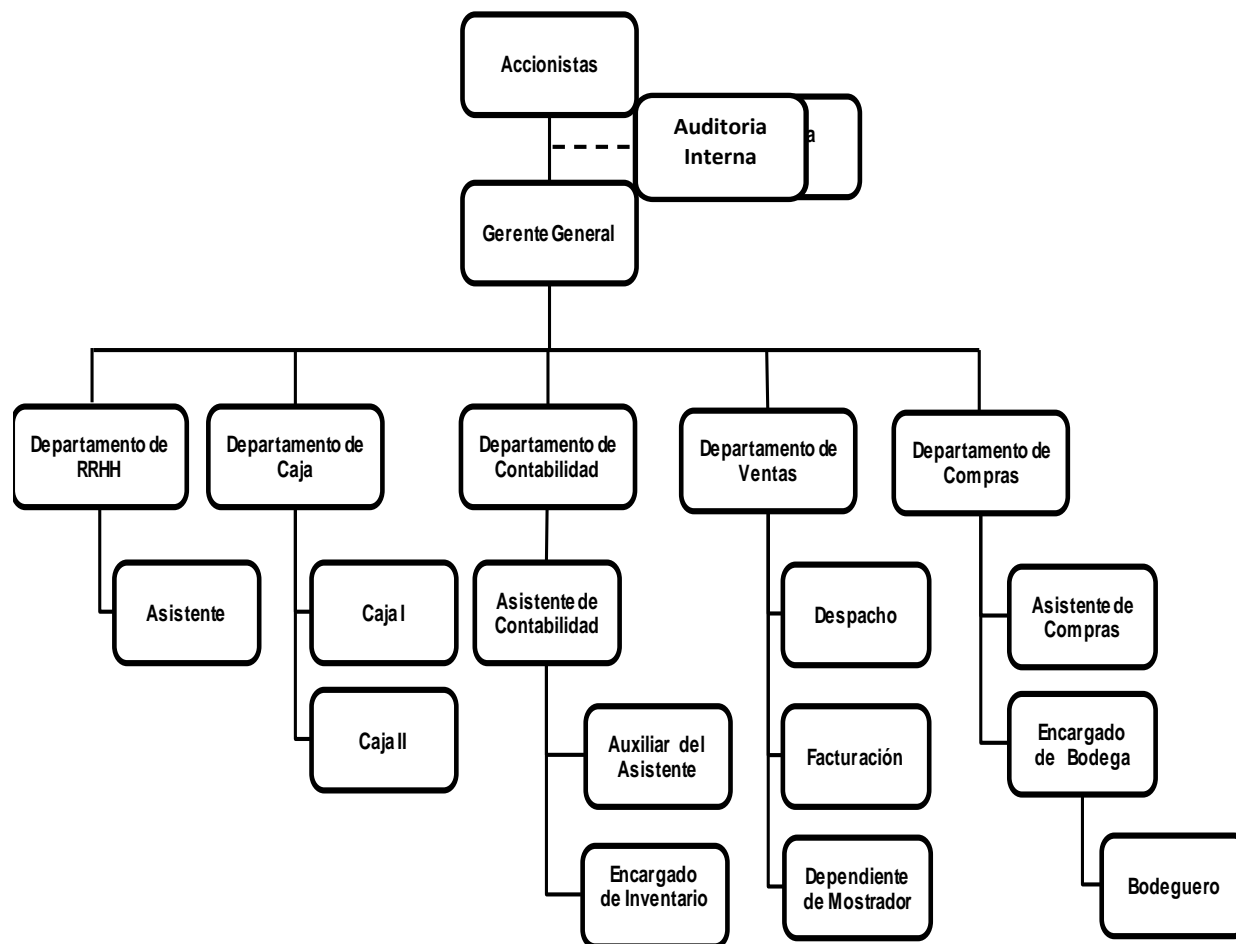 Accionistas
Auditoria
Interna
a
Gerente General
Departamento de
RRHH
Departamento de
Caja
Departamento de
Contabilidad
Departamento de
Ventas
Departamento de
Compras
Asistente
Caja I
Asistente de
Contabilidad
Despacho
Asistente de
Compras
Caja II
Auxiliar del
Asistente
Facturación
Encargado
de Bodega
Encargado
de Inventario
Dependiente
de Mostrador
Bodeguero